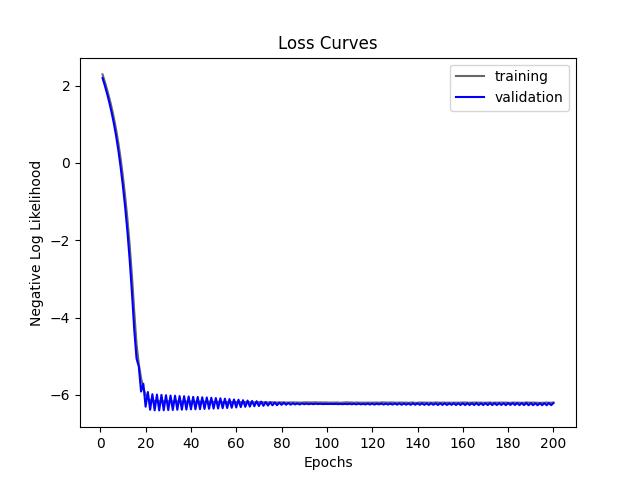 Loss Curves
training
validation
Negative Log Likelihood
2
0
−2
−4
−6
0 20 40 60 80 100 120 140 160 180 200
Epochs